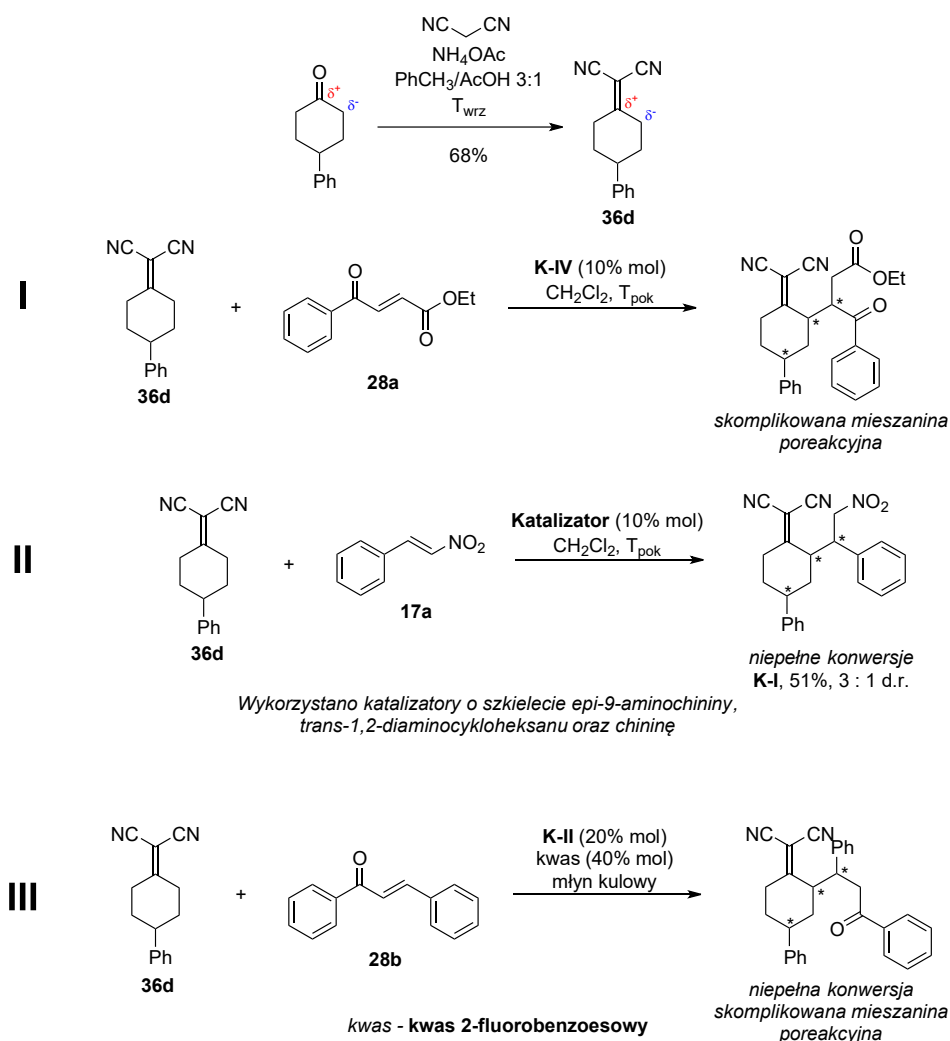 NC CN
NH4OAc
PhCH3/AcOH 3:1
Twrz
68%
O
δ+
δ-
Ph
NC CN
δ+
δ-
Ph
36d
I
NC CN
Ph
36d
+
O
OEt
O
28a
K-IV (10% mol)
CH2Cl2, Tpok
NC CN
O
EtO
*
*
O
*
Ph
skomplikowana mieszanina
poreakcyjna
II
NC CN
Ph
36d
+
NO2
17a
Katalizator (10% mol)
CH2Cl2, Tpok
NC CN
NO2
*
*
*
Ph
niepełne konwersje
K-I, 51%, 3 : 1 d.r.
Wykorzystano katalizatory o szkielecie epi-9-aminochininy,
trans-1,2-diaminocykloheksanu oraz chininę
III
NC CN
Ph
36d
+
O
28b
K-II (20% mol)
kwas (40% mol)
młyn kulowy
NC CN
Ph
*
*
O
*
Ph
niepełna konwersja
skomplikowana mieszanina
poreakcyjna
kwas - kwas 2-fluorobenzoesowy